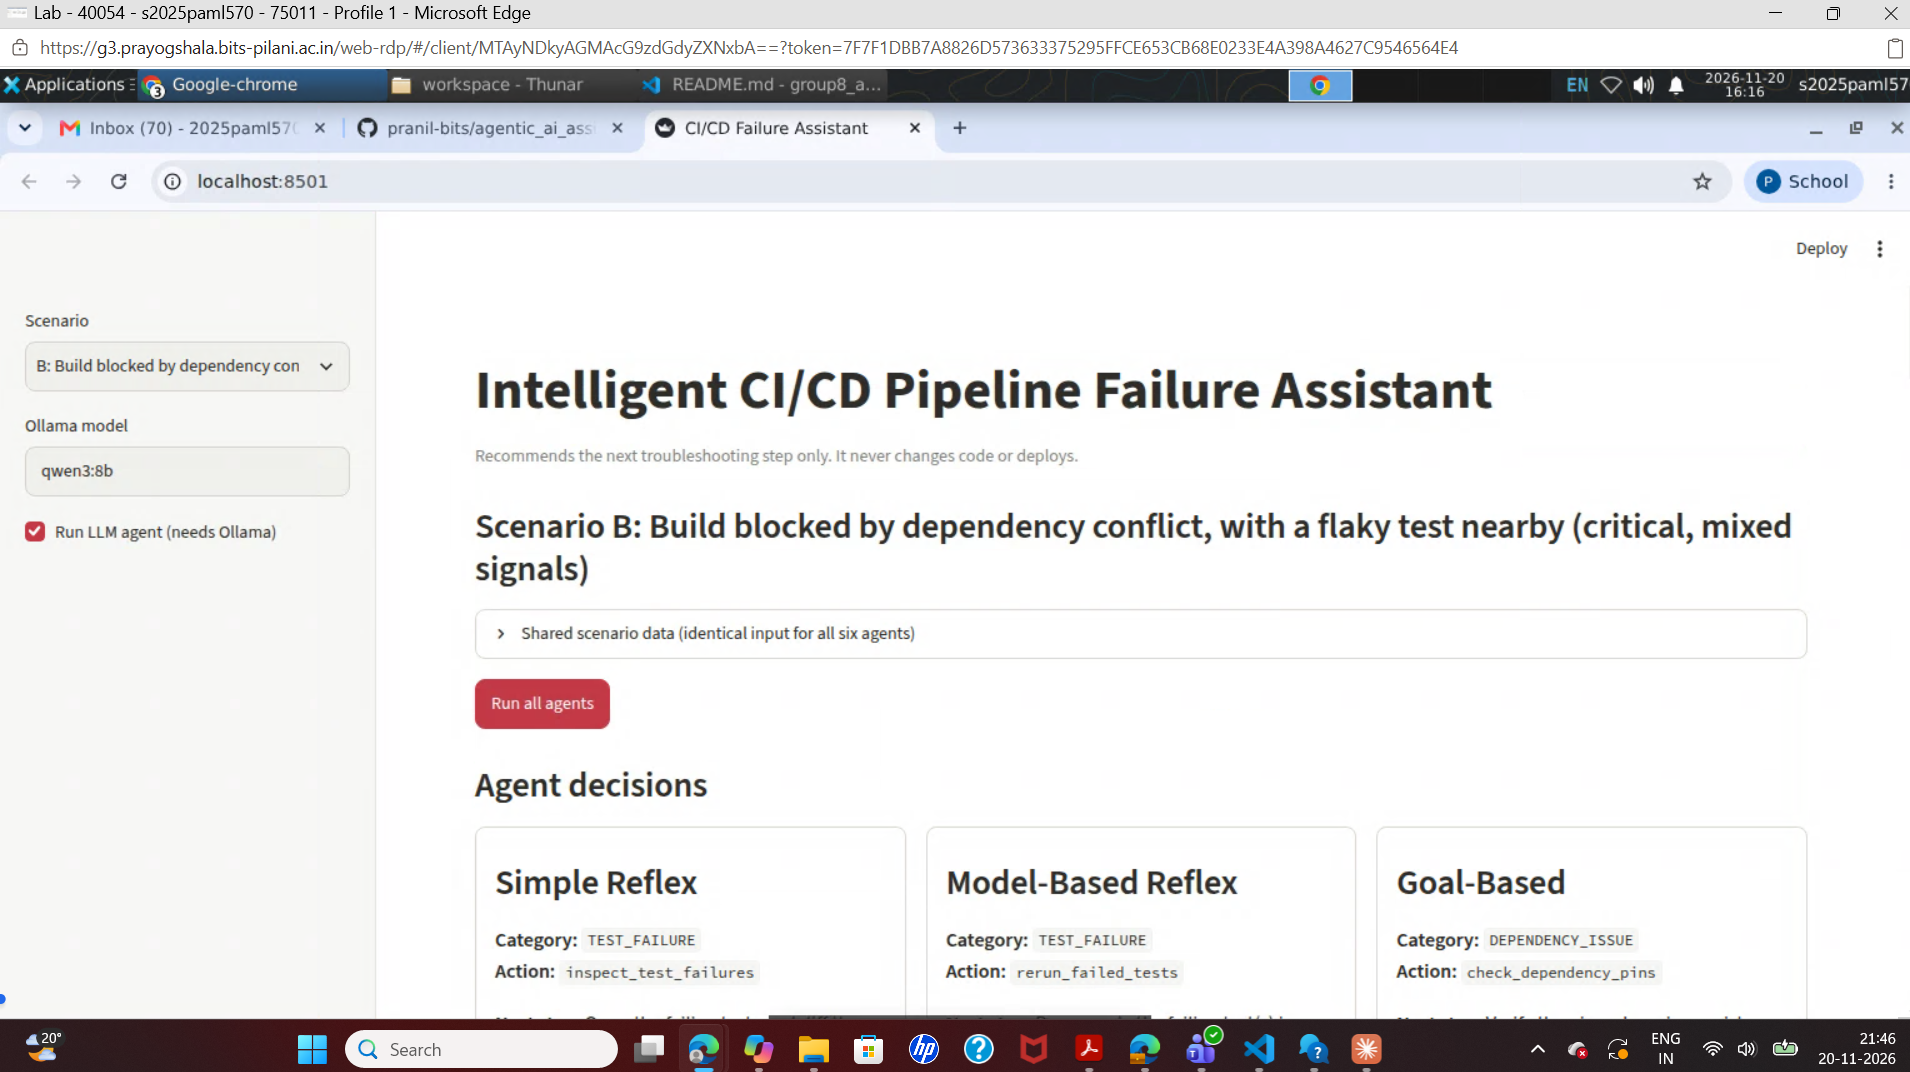 Lab - 40054 - s2025paml570 - 75011 - Profile 1 - Microsoft Edge
https://g3.prayogshala.bits-pilani.ac.in/web-rdp/#/client/MTAyNDkyAGMAcG9zdGdyZXNxbA==?token=7F7F1DBB7A8826D573633375295FFCE653CB68E0233E4A398A4627C9546564E4
Applications
Google-chrome
workspace - Thunar
README.md - group8_a...
EN
2026-11-20
16:16
s2025paml57
Inbox (70) - 2025paml570
pranil-bits/agentic_ai_assi
CI/CD Failure Assistant
localhost:8501
P School
Deploy
Scenario
B: Build blocked by dependency con
Ollama model
qwen3:8b
Run LLM agent (needs Ollama)
Intelligent CI/CD Pipeline Failure Assistant
Recommends the next troubleshooting step only. It never changes code or deploys.
Scenario B: Build blocked by dependency conflict, with a flaky test nearby (critical, mixed
signals)
Shared scenario data (identical input for all six agents)
Run all agents
Agent decisions
Simple Reflex
Category: TEST_FAILURE
Action: inspect_test_failures
Model-Based Reflex
Category: TEST_FAILURE
Action: rerun_failed_tests
Goal-Based
Category: DEPENDENCY_ISSUE
Action: check_dependency_pins
20°
Search
ENG
IN
21:46
20-11-2026